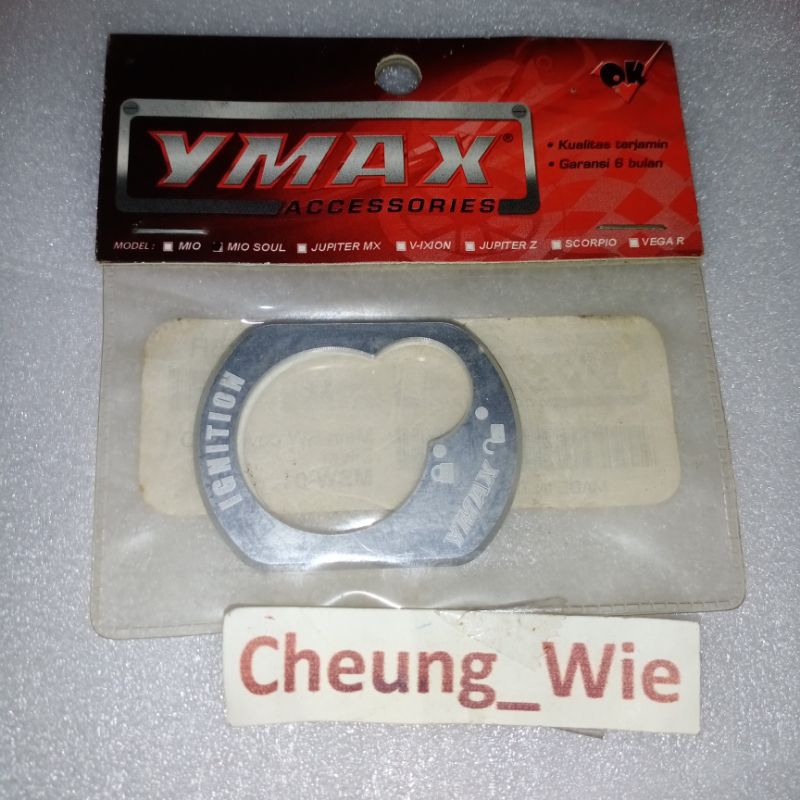 OK
YMAX®
ACCESSORIES
• Kualitas terjamin
• Garansi 6 bulan
MODEL : MIO MIO SOUL JUPITER MX V-IXION JUPITER Z SCORPIO VEGA R
IGNITION
YMAX
Cheung_Wie